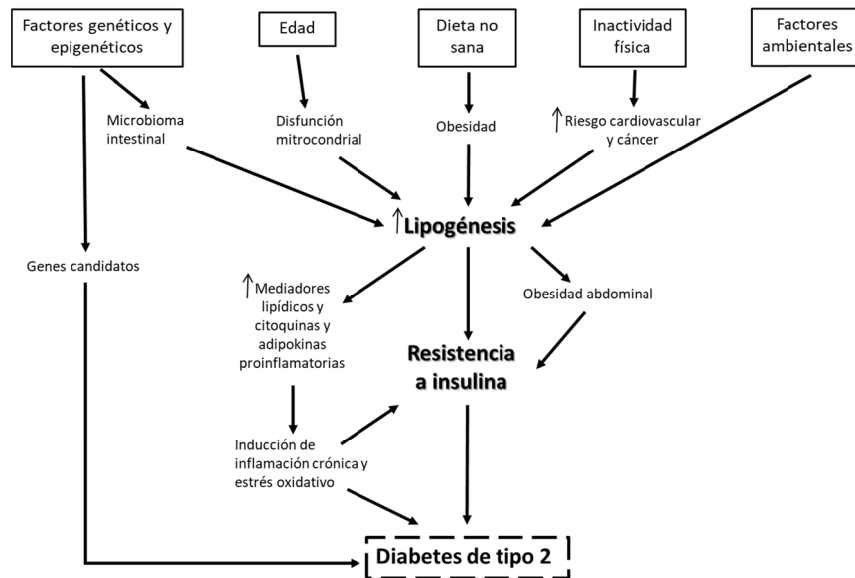 Factores genéticos y
epigenéticos
Edad
Dieta no
sana
Inactividad
física
Factores
ambientales
Microbioma
intestinal
Disfunción
mitrocondrial
Obesidad
↑ Riesgo cardiovascular
y cáncer
↑ Lipogénesis
Genes candidatos
↑ Mediadores
lipídicos y
citoquinas y
adipokinas
proinflamatorias
Obesidad abdominal
Resistencia
a insulina
Inducción de
inflamación crónica y
estrés oxidativo
Diabetes de tipo 2